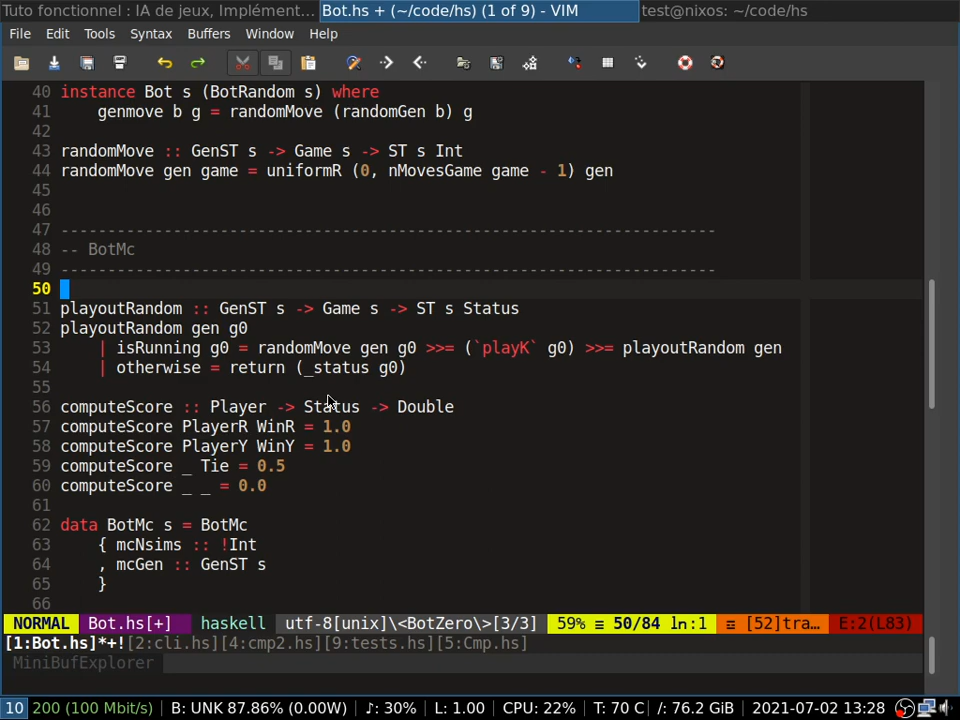 Tuto fonctionnel : IA de jeux, Implément... Bot.hs + (~/code/hs) (1 of 9) - VIM test@nixos: ~/code/hs
File Edit Tools Syntax Buffers Window Help
40 instance Bot s (BotRandom s) where
41     genmove b g = randomMove (randomGen b) g
42
43 randomMove :: GenST s -> Game s -> ST s Int
44 randomMove gen game = uniformR (0, nMovesGame game - 1) gen
45
46
47 ----------------------------------------------------------------------
48 -- BotMc
49 ----------------------------------------------------------------------
50
51 playoutRandom :: GenST s -> Game s -> ST s Status
52 playoutRandom gen g0
53     | isRunning g0 = randomMove gen g0 >>= (`playK` g0) >>= playoutRandom gen
54     | otherwise = return (_status g0)
55
56 computeScore :: Player -> Status -> Double
57 computeScore PlayerR WinR = 1.0
58 computeScore PlayerY WinY = 1.0
59 computeScore _ Tie = 0.5
60 computeScore _ _ = 0.0
61
62 data BotMc s = BotMc
63     { mcNsims :: !Int
64     , mcGen :: GenST s
65     }
66
NORMAL Bot.hs[+] haskell utf-8[unix]\<BotZero\>[3/3] 59% ≡ 50/84 ln:1 ☲ [52]tra… E:2(L83)
[1:Bot.hs]*+![2:cli.hs][4:cmp2.hs][9:tests.hs][5:Cmp.hs]
MiniBufExplorer
10 200 (100 Mbit/s) B: UNK 87.86% (0.00W) ♪: 30% L: 1.00 CPU: 22% T: 70 C /: 76.2 GiB 2021-07-02 13:28